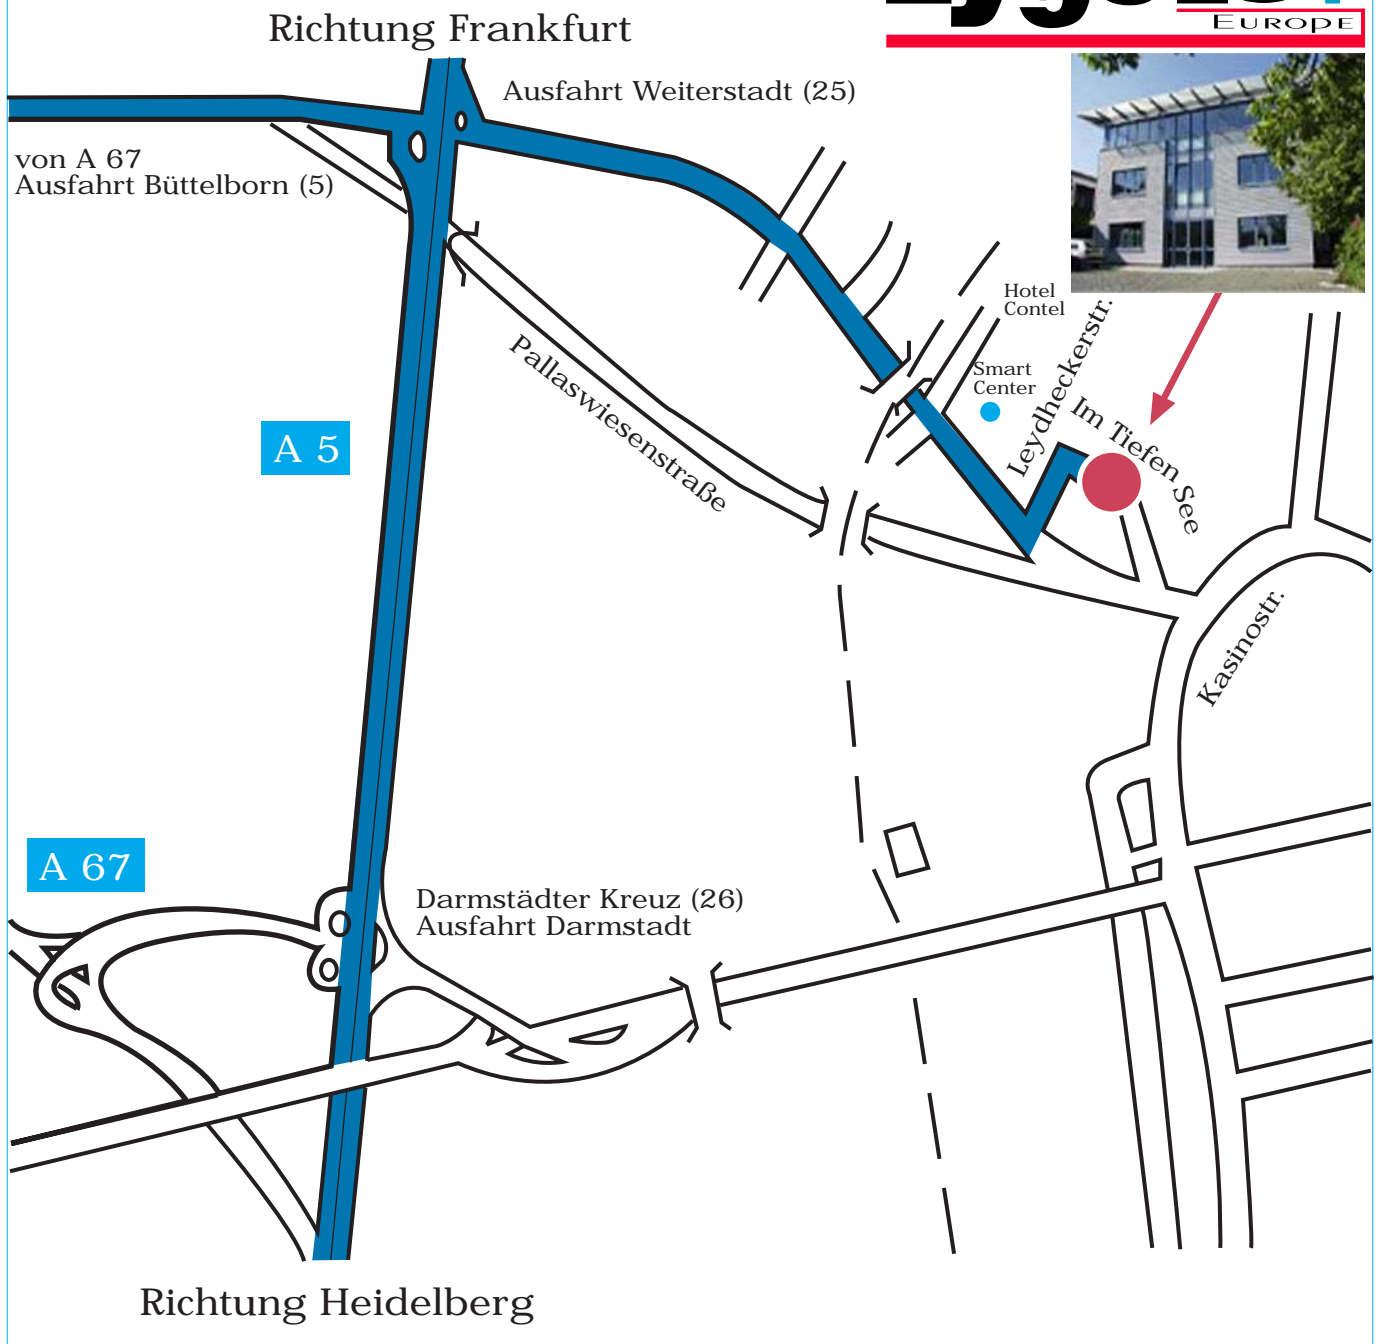 Richtung Frankfurt
EUROPE
Ausfahrt Weiterstadt (25)
von A 67
Ausfahrt Büttelborn (5)
Hotel
Contel
Leydheckerstr.
Pallaswiesenstraße
Smart
Center
Im Tiefen See
A 5
Kasinostr.
A 67
Darmstädter Kreuz (26)
Ausfahrt Darmstadt
Richtung Heidelberg